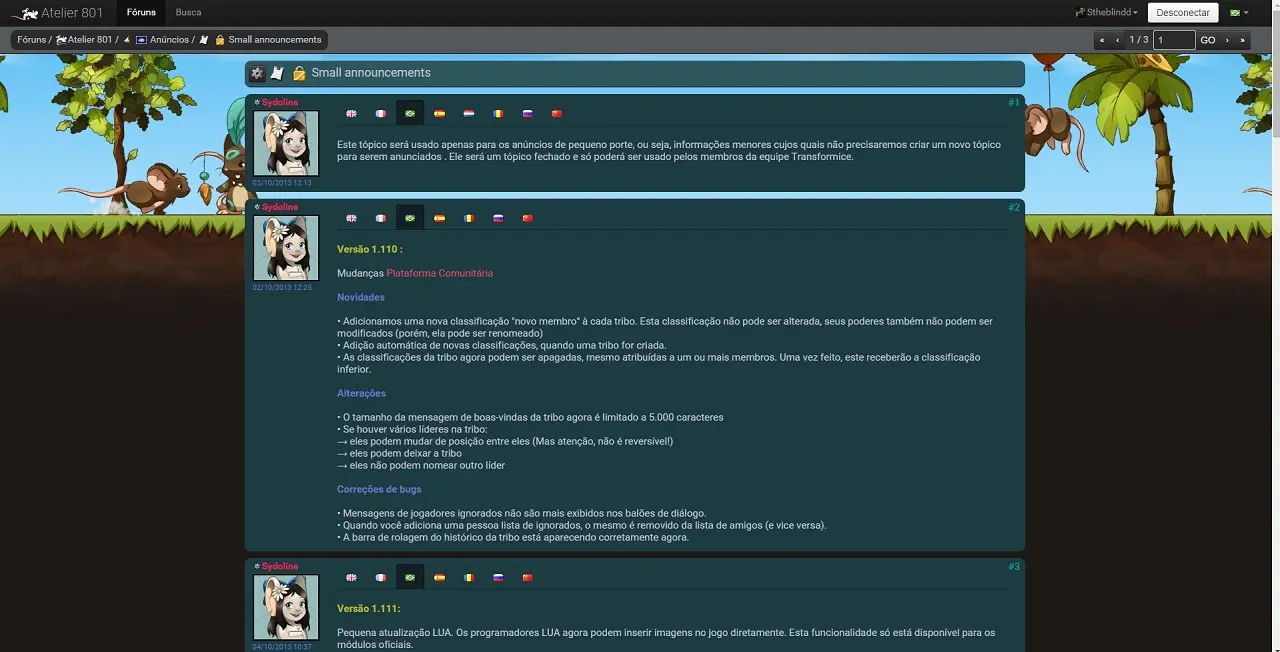 Atelier 801 Fóruns Busca Stheblindd Desconectar
Fóruns / Atelier 801 / Anúncios / Small announcements « ‹ 1 / 3 1 GO › »
Small announcements
Sydoline #1
Este tópico será usado apenas para os anúncios de pequeno porte, ou seja, informações menores cujos quais não precisaremos criar um novo tópico
para serem anunciados . Ele será um tópico fechado e só poderá ser usado pelos membros da equipe Transformice.
02/10/2013 12:13
Sydoline #2
Versão 1.110 :
Mudanças Plataforma Comunitária
02/10/2013 12:25
Novidades
• Adicionamos uma nova classificação "novo membro" à cada tribo. Esta classificação não pode ser alterada, seus poderes também não podem ser
modificados (porém, ela pode ser renomeado)
• Adição automática de novas classificações, quando uma tribo for criada.
• As classificações da tribo agora podem ser apagadas, mesmo atribuídas a um ou mais membros. Uma vez feito, este receberão a classificação
inferior.
Alterações
• O tamanho da mensagem de boas-vindas da tribo agora é limitado a 5.000 caracteres
• Se houver vários líderes na tribo:
→ eles podem mudar de posição entre eles (Mas atenção, não é reversível!)
→ eles podem deixar a tribo
→ eles não podem nomear outro líder
Correções de bugs
• Mensagens de jogadores ignorados não são mais exibidos nos balões de diálogo.
• Quando você adiciona uma pessoa lista de ignorados, o mesmo é removido da lista de amigos (e vice versa).
• A barra de rolagem do histórico da tribo está aparecendo corretamente agora.
Sydoline #3
Versão 1.111:
Pequena atualização LUA. Os programadores LUA agora podem inserir imagens no jogo diretamente. Esta funcionalidade só está disponível para os
módulos oficiais.
04/10/2013 10:37